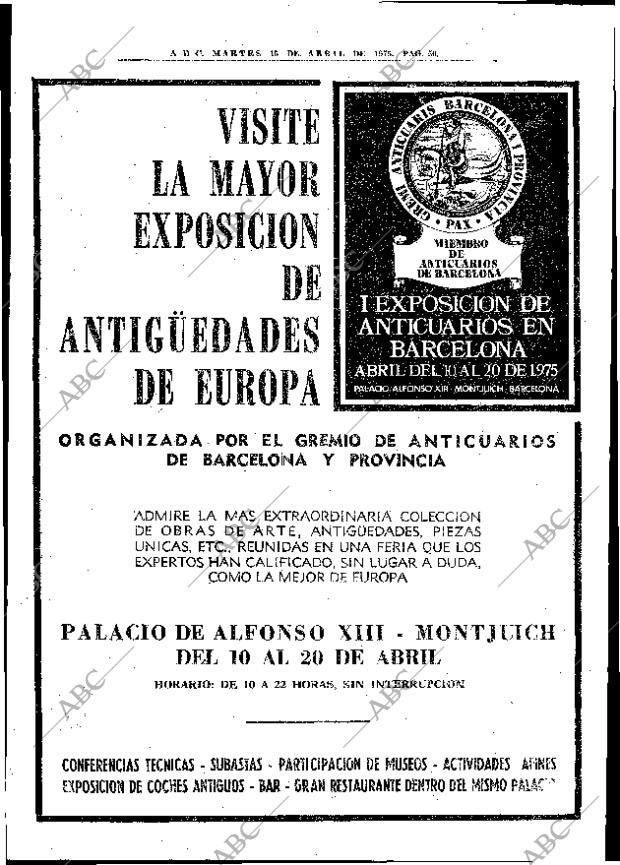 A B C. MARTES 15 DE ABRIL DE 1975. PAG. 50.
VISITE
LA MAYOR
EXPOSICION
DE
ANTIGÜEDADES
DE EUROPA
GREMI ANTICUARIS BARCELONA I PROVINCIA
· PAX ·
MIEMBRO
DE
ANTICUARIOS
DE BARCELONA
I EXPOSICION DE
ANTICUARIOS EN
BARCELONA
ABRIL DEL 10 AL 20 DE 1975
PALACIO ALFONSO XIII - MONTJUICH - BARCELONA
ORGANIZADA POR EL GREMIO DE ANTICUARIOS
DE BARCELONA Y PROVINCIA
ADMIRE LA MAS EXTRAORDINARIA COLECCION
DE OBRAS DE ARTE, ANTIGÜEDADES, PIEZAS
UNICAS, ETC., REUNIDAS EN UNA FERIA QUE LOS
EXPERTOS HAN CALIFICADO, SIN LUGAR A DUDA,
COMO LA MEJOR DE EUROPA
PALACIO DE ALFONSO XIII - MONTJUICH
DEL 10 AL 20 DE ABRIL
HORARIO: DE 10 A 22 HORAS, SIN INTERRUPCION
CONFERENCIAS TECNICAS - SUBASTAS - PARTICIPACION DE MUSEOS - ACTIVIDADES AFINES
EXPOSICION DE COCHES ANTIGUOS - BAR - GRAN RESTAURANTE DENTRO DEL MISMO PALACIO